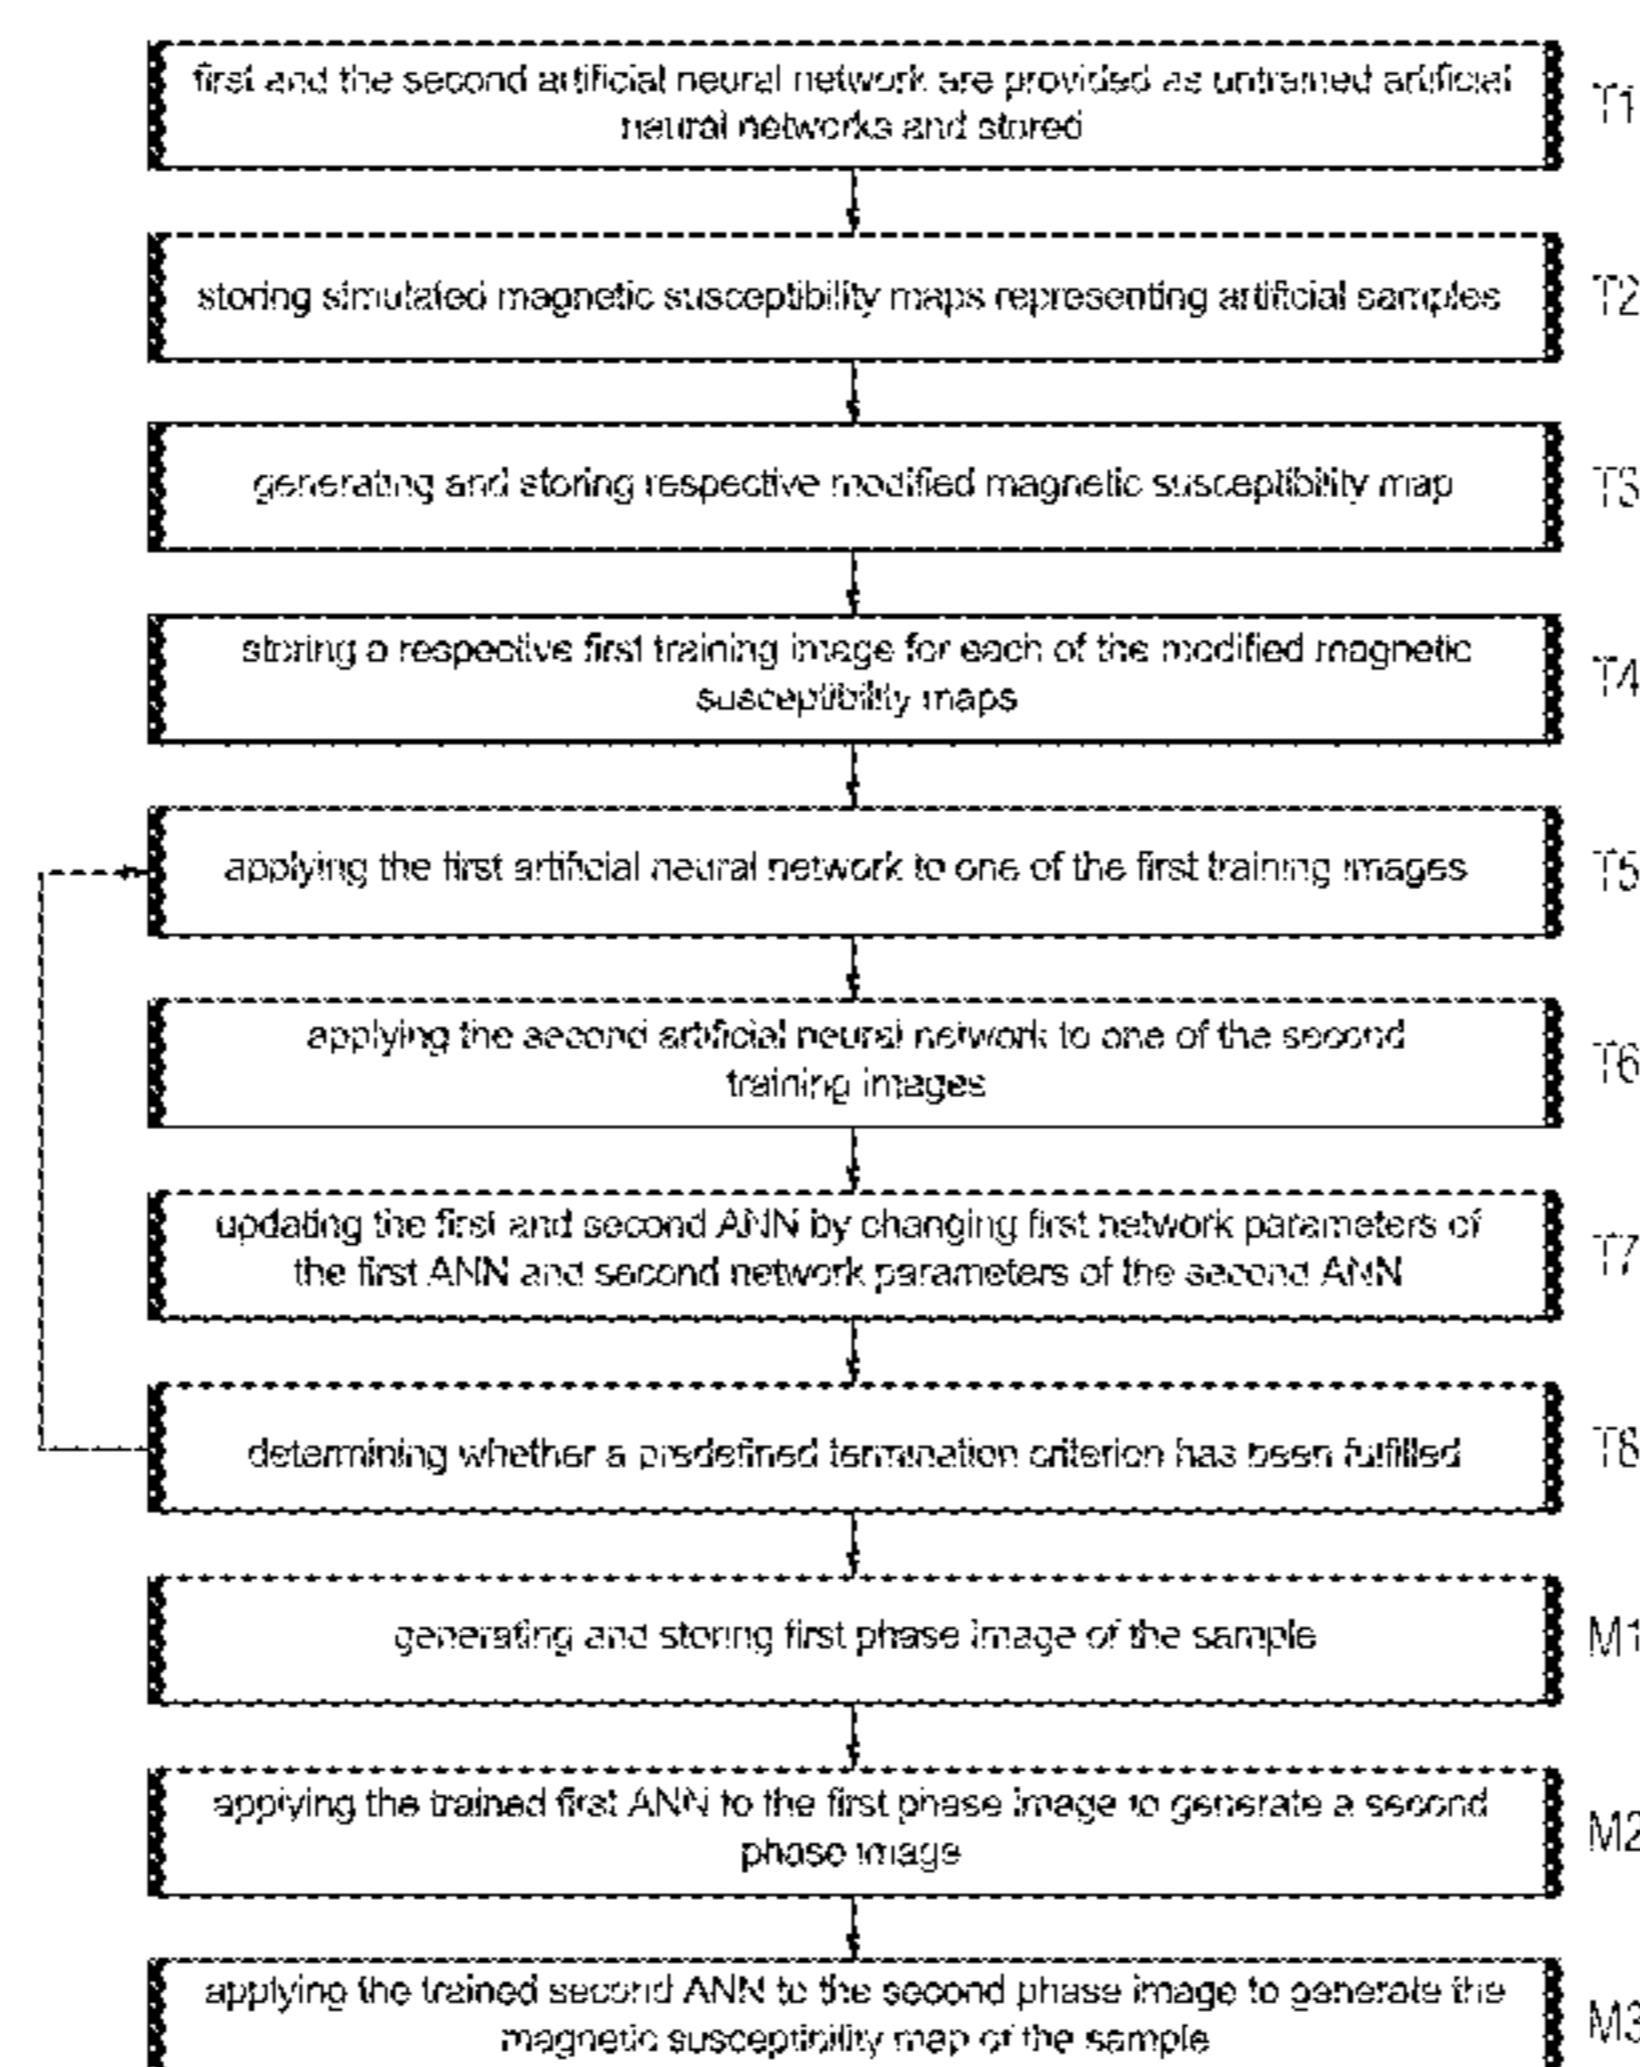 first and the second artificial neural network are provided as untrained artificial
neural networks and stored
T1
storing simulated magnetic susceptibility maps representing artificial samples
T2
generating and storing respective modified magnetic susceptibility map
T3
storing a respective first training image for each of the modified magnetic
susceptibility maps
T4
applying the first artificial neural network to one of the first training images
T5
applying the second artificial neural network to one of the second
training images
T6
updating the first and second ANN by changing first network parameters of
the first ANN and second network parameters of the second ANN
T7
determining whether a predefined termination criterion has been fulfilled
T8
generating and storing first phase image of the sample
M1
applying the trained first ANN to the first phase image to generate a second
phase image
M2
applying the trained second ANN to the second phase image to generate the
magnetic susceptibility map of the sample
M3